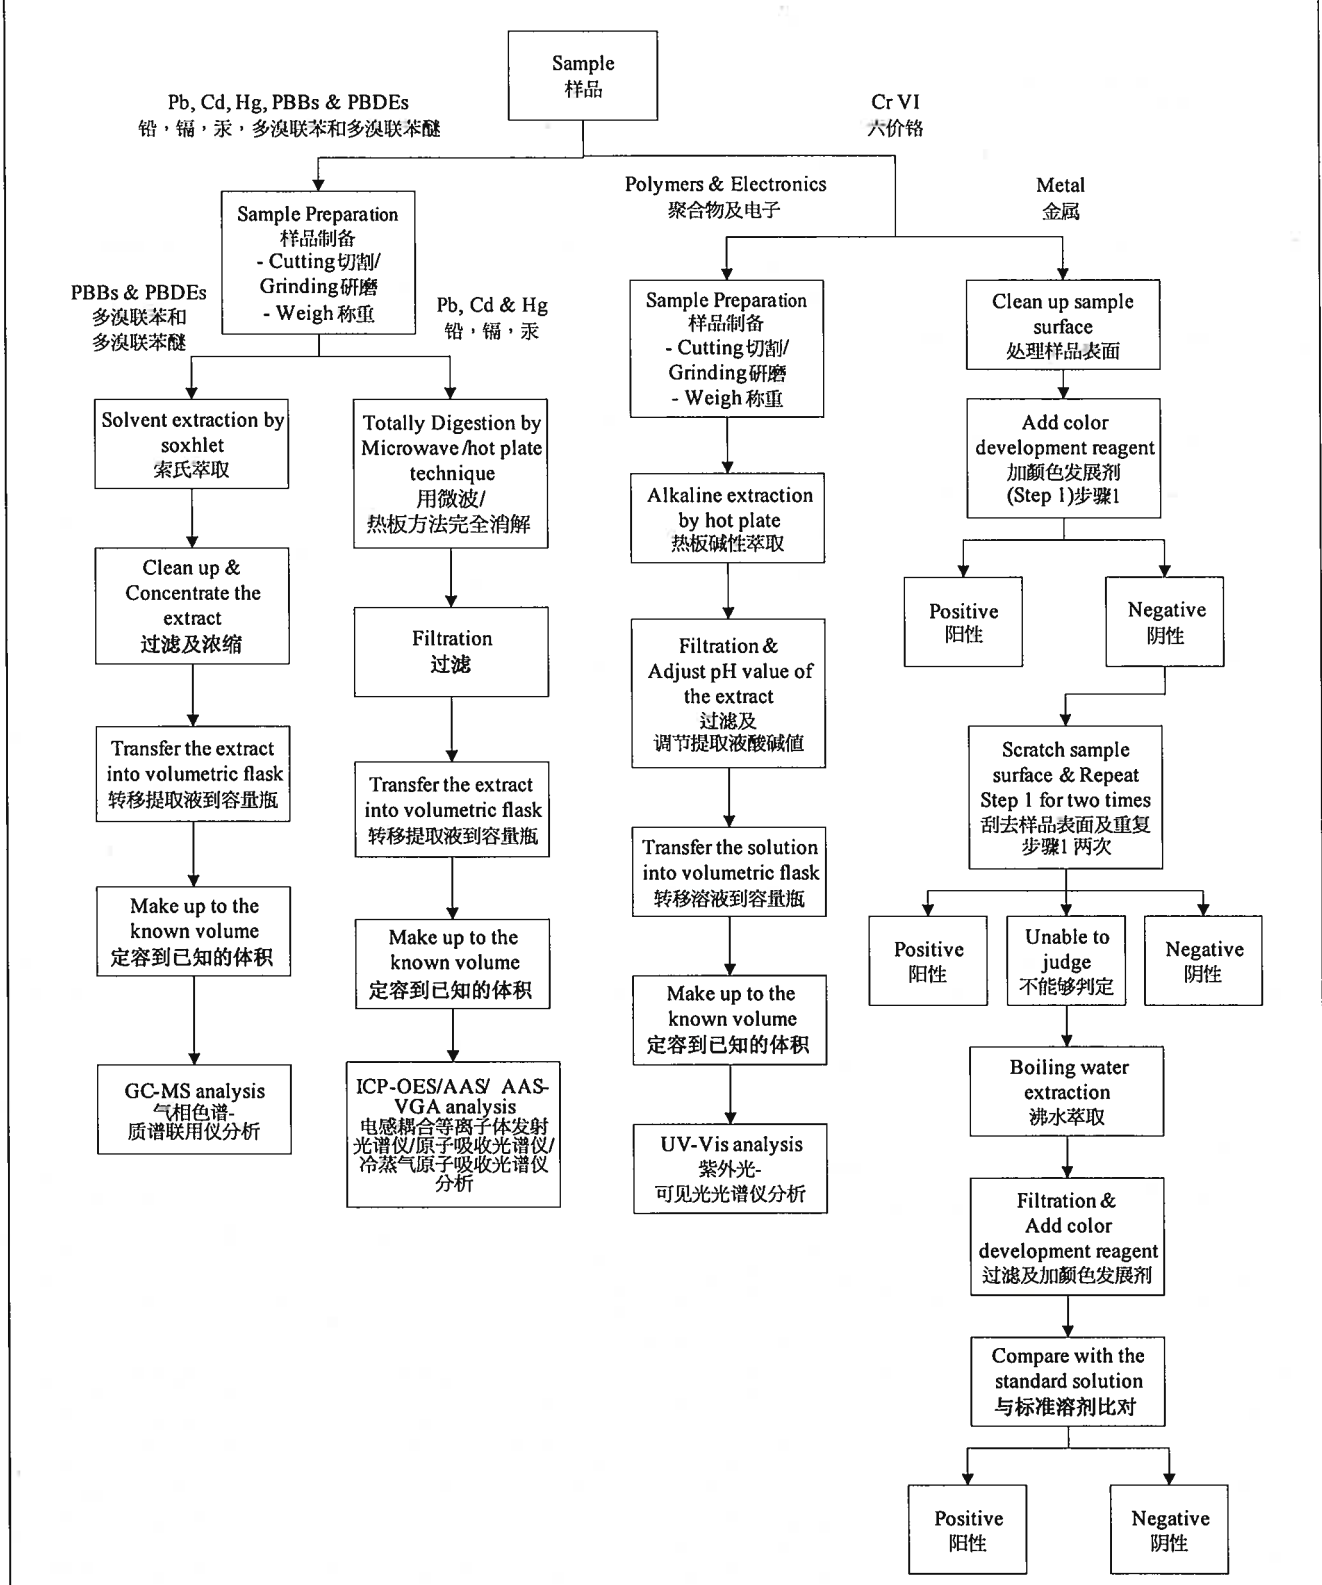 Sample
样品
Pb, Cd, Hg, PBBs & PBDEs
铅，镉，汞，多溴联苯和多溴联苯醚
Cr VI
六价铬
Polymers & Electronics
聚合物及电子
Metal
金属
Sample Preparation
样品制备
- Cutting切割/
Grinding研磨
- Weigh 称重
PBBs & PBDEs
多溴联苯和
多溴联苯醚
Pb, Cd & Hg
铅，镉，汞
Solvent extraction by
soxhlet
索氏萃取
Clean up &
Concentrate the
extract
过滤及浓缩
Transfer the extract
into volumetric flask
转移提取液到容量瓶
Make up to the
known volume
定容到已知的体积
GC-MS analysis
气相色谱-
质谱联用仪分析
Totally Digestion by
Microwave/hot plate
technique
用微波/
热板方法完全消解
Filtration
过滤
Transfer the extract
into volumetric flask
转移提取液到容量瓶
Make up to the
known volume
定容到已知的体积
ICP-OES/AAS/ AAS-
VGA analysis
电感耦合等离子体发射
光谱仪/原子吸收光谱仪/
冷蒸气原子吸收光谱仪
分析
Sample Preparation
样品制备
- Cutting切割/
Grinding研磨
- Weigh 称重
Alkaline extraction
by hot plate
热板碱性萃取
Filtration &
Adjust pH value of
the extract
过滤及
调节提取液酸碱值
Transfer the solution
into volumetric flask
转移溶液到容量瓶
Make up to the
known volume
定容到已知的体积
UV-Vis analysis
紫外光-
可见光光谱仪分析
Clean up sample
surface
处理样品表面
Add color
development reagent
加颜色发展剂
(Step 1)步骤1
Positive
阳性
Negative
阴性
Scratch sample
surface & Repeat
Step 1 for two times
刮去样品表面及重复
步骤1 两次
Positive
阳性
Unable to
judge
不能够判定
Negative
阴性
Boiling water
extraction
沸水萃取
Filtration &
Add color
development reagent
过滤及加颜色发展剂
Compare with the
standard solution
与标准溶剂比对
Positive
阳性
Negative
阴性